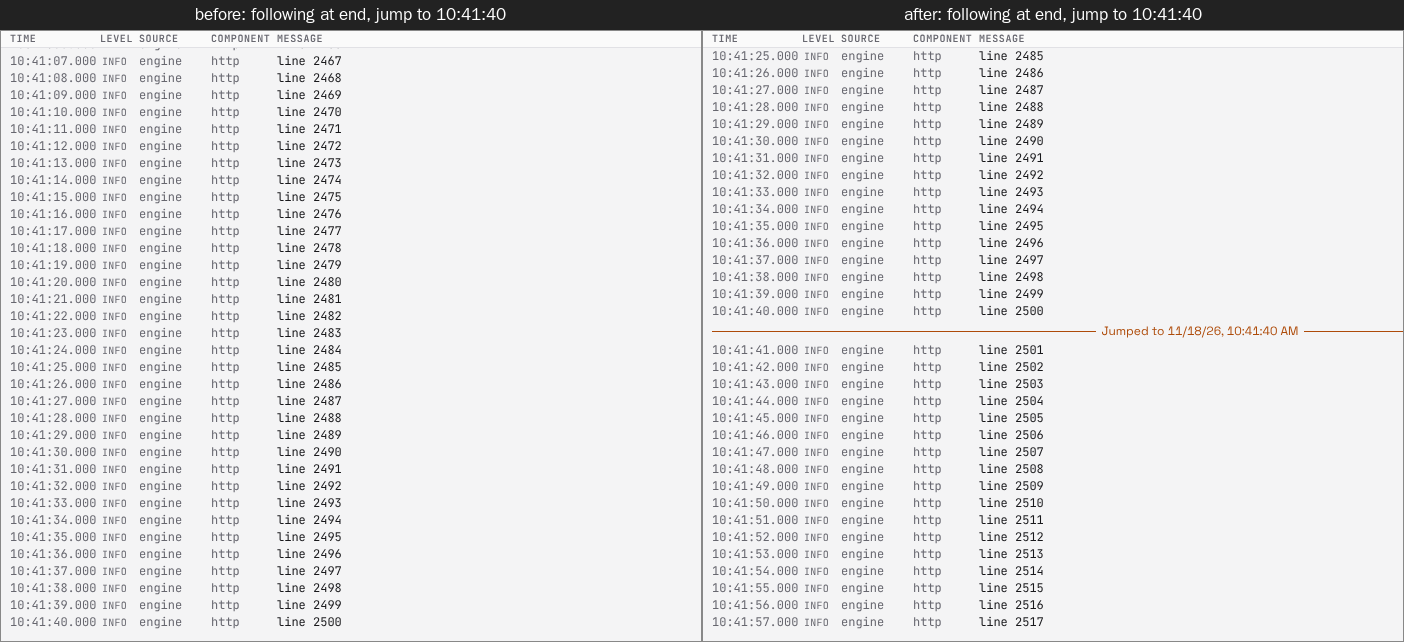 before: following at end, jump to 10:41:40
TIME LEVEL SOURCE COMPONENT MESSAGE
10:41:07.000 INFO engine http line 2467
10:41:08.000 INFO engine http line 2468
10:41:09.000 INFO engine http line 2469
10:41:10.000 INFO engine http line 2470
10:41:11.000 INFO engine http line 2471
10:41:12.000 INFO engine http line 2472
10:41:13.000 INFO engine http line 2473
10:41:14.000 INFO engine http line 2474
10:41:15.000 INFO engine http line 2475
10:41:16.000 INFO engine http line 2476
10:41:17.000 INFO engine http line 2477
10:41:18.000 INFO engine http line 2478
10:41:19.000 INFO engine http line 2479
10:41:20.000 INFO engine http line 2480
10:41:21.000 INFO engine http line 2481
10:41:22.000 INFO engine http line 2482
10:41:23.000 INFO engine http line 2483
10:41:24.000 INFO engine http line 2484
10:41:25.000 INFO engine http line 2485
10:41:26.000 INFO engine http line 2486
10:41:27.000 INFO engine http line 2487
10:41:28.000 INFO engine http line 2488
10:41:29.000 INFO engine http line 2489
10:41:30.000 INFO engine http line 2490
10:41:31.000 INFO engine http line 2491
10:41:32.000 INFO engine http line 2492
10:41:33.000 INFO engine http line 2493
10:41:34.000 INFO engine http line 2494
10:41:35.000 INFO engine http line 2495
10:41:36.000 INFO engine http line 2496
10:41:37.000 INFO engine http line 2497
10:41:38.000 INFO engine http line 2498
10:41:39.000 INFO engine http line 2499
10:41:40.000 INFO engine http line 2500
after: following at end, jump to 10:41:40
TIME LEVEL SOURCE COMPONENT MESSAGE
10:41:25.000 INFO engine http line 2485
10:41:26.000 INFO engine http line 2486
10:41:27.000 INFO engine http line 2487
10:41:28.000 INFO engine http line 2488
10:41:29.000 INFO engine http line 2489
10:41:30.000 INFO engine http line 2490
10:41:31.000 INFO engine http line 2491
10:41:32.000 INFO engine http line 2492
10:41:33.000 INFO engine http line 2493
10:41:34.000 INFO engine http line 2494
10:41:35.000 INFO engine http line 2495
10:41:36.000 INFO engine http line 2496
10:41:37.000 INFO engine http line 2497
10:41:38.000 INFO engine http line 2498
10:41:39.000 INFO engine http line 2499
10:41:40.000 INFO engine http line 2500
Jumped to 11/18/26, 10:41:40 AM
10:41:41.000 INFO engine http line 2501
10:41:42.000 INFO engine http line 2502
10:41:43.000 INFO engine http line 2503
10:41:44.000 INFO engine http line 2504
10:41:45.000 INFO engine http line 2505
10:41:46.000 INFO engine http line 2506
10:41:47.000 INFO engine http line 2507
10:41:48.000 INFO engine http line 2508
10:41:49.000 INFO engine http line 2509
10:41:50.000 INFO engine http line 2510
10:41:51.000 INFO engine http line 2511
10:41:52.000 INFO engine http line 2512
10:41:53.000 INFO engine http line 2513
10:41:54.000 INFO engine http line 2514
10:41:55.000 INFO engine http line 2515
10:41:56.000 INFO engine http line 2516
10:41:57.000 INFO engine http line 2517